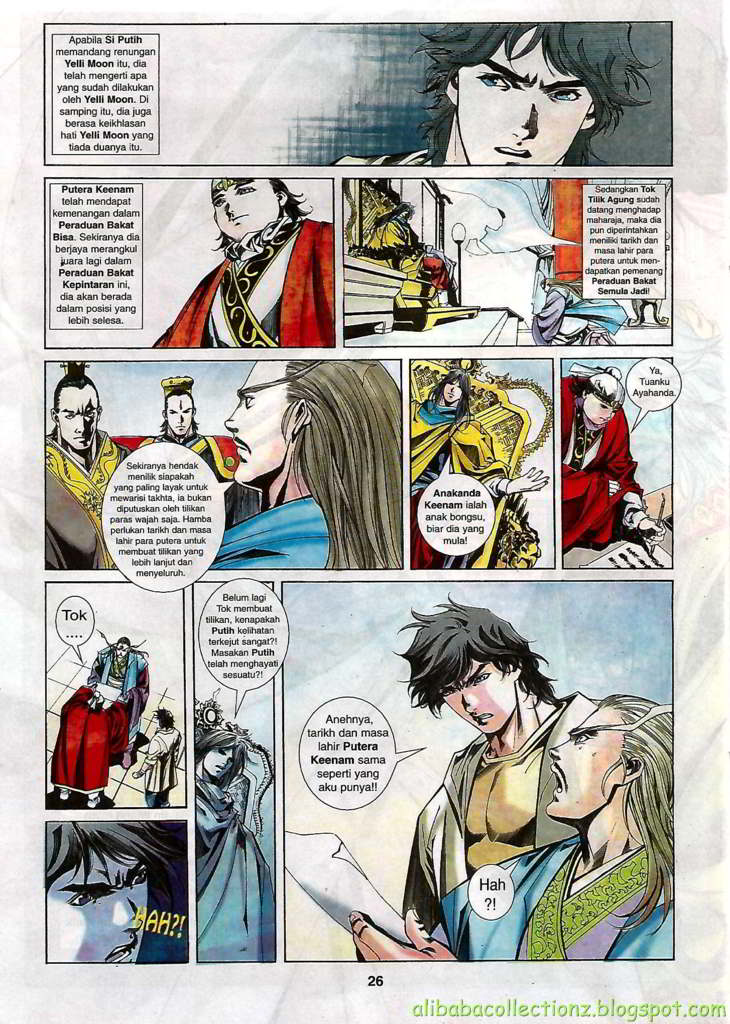 Apabila Si Putih
memandang renungan
Yelli Moon itu, dia
telah mengerti apa
yang sudah dilakukan
oleh Yelli Moon. Di
samping itu, dia juga
berasa keikhlasan
hati Yelli Moon yang
tiada duanya itu.
Putera Keenam
telah mendapat
kemenangan dalam
Peraduan Bakat
Bisa. Sekiranya dia
berjaya merangkul
juara lagi dalam
Peraduan Bakat
Kepintaran ini,
dia akan berada
dalam posisi yang
lebih selesa.
Sedangkan Tok
Tilik Agung sudah
datang menghadap
maharaja, maka dia
pun diperintahkan
meniliki tarikh dan
masa lahir para
putera untuk men-
dapatkan pemenang
Peraduan Bakat
Semula Jadi!
Sekiranya hendak
menilik siapakah
yang paling layak untuk
mewarisi takhta, ia bukan
diputuskan oleh tilikan
paras wajah saja. Hamba
perlukan tarikh dan masa
lahir para putera untuk
membuat tilikan yang
lebih lanjut dan
menyeluruh.
Anakanda
Keenam ialah
anak bongsu,
biar dia yang
mula!
Ya,
Tuanku
Ayahanda.
Tok
....
Belum lagi
Tok membuat
tilikan, kenapakah
Putih kelihatan
terkejut sangat?!
Masakan Putih
telah menghayati
sesuatu?!
Anehnya,
tarikh dan masa
lahir Putera
Keenam sama
seperti yang
aku punya!!
HAH?!
Hah
?!
26
alibabacollectionz.blogspot.com